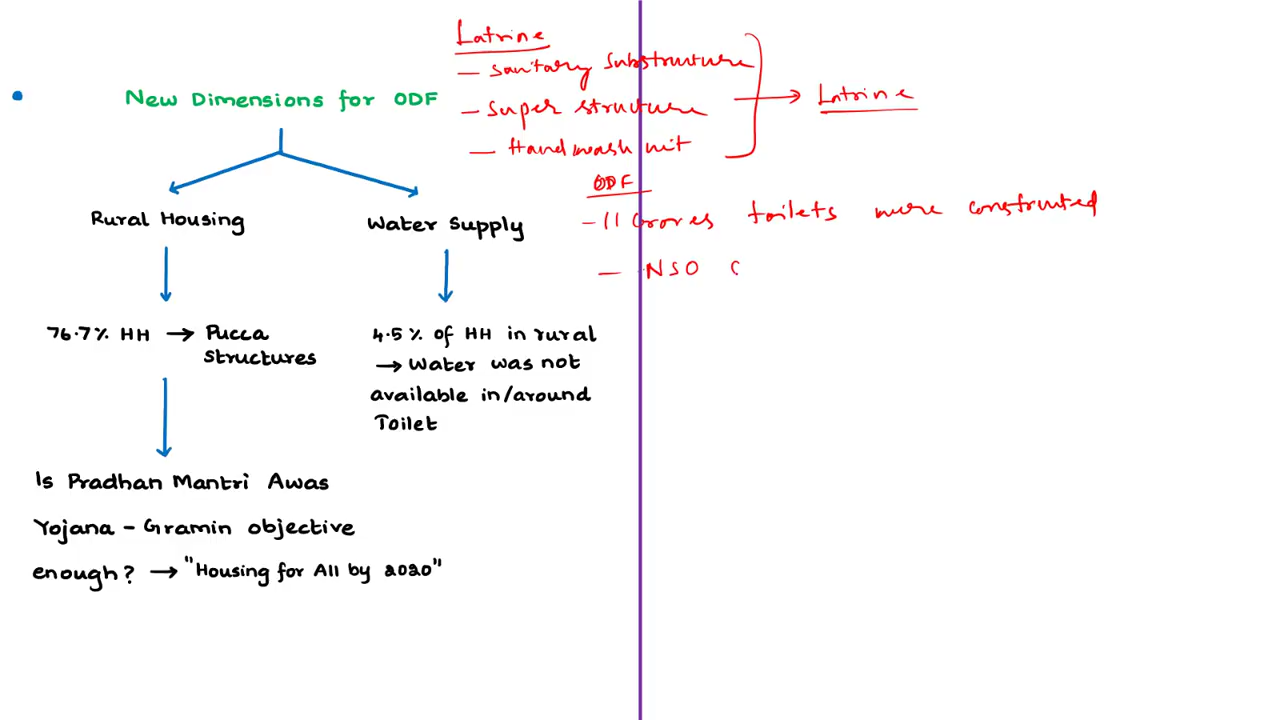 New Dimensions for ODF
Rural Housing
76.7% HH → Pucca
structures
Is Pradhan Mantri Awas
Yojana - Gramin objective
enough? → "Housing for All by 2020"
Water Supply
4.5% of HH in rural
→ Water was not
available in/around
Toilet
Latrine
- Sanitary Substructure
- Super structure
- Handwash unit
→ Latrine
ODF
- 11 Crores toilets were constructed
- NSO